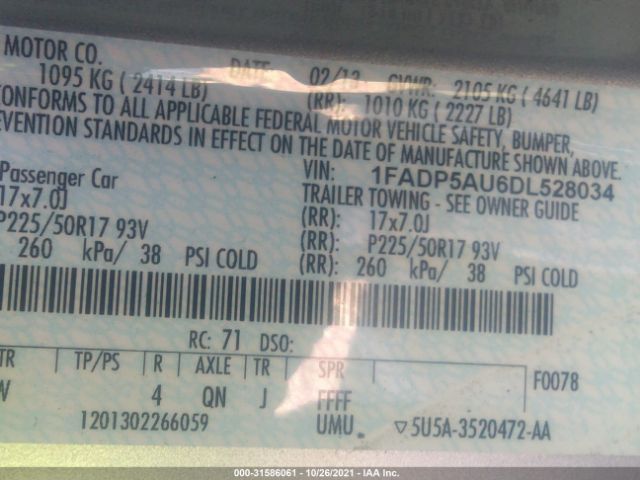 MOTOR CO.
DATE: 02/13 GVWR: 2105 KG ( 4641 LB)
1095 KG ( 2414 LB) (RR): 1010 KG ( 2227 LB)
CONFORMS TO ALL APPLICABLE FEDERAL MOTOR VEHICLE SAFETY, BUMPER,
EVENTION STANDARDS IN EFFECT ON THE DATE OF MANUFACTURE SHOWN ABOVE.
VIN: 1FADP5AU6DL528034
Passenger Car TRAILER TOWING - SEE OWNER GUIDE
17x7.0J (RR): 17x7.0J
P225/50R17 93V (RR): P225/50R17 93V
260 kPa/ 38 PSI COLD (RR): 260 kPa/ 38 PSI COLD
RC: 71 DSO:
TR TP/PS R AXLE TR SPR F0078
4 QN J FFFF
1201302266059 UMU ▽5U5A-3520472-AA
000-31586061 - 10/26/2021 - IAA Inc.